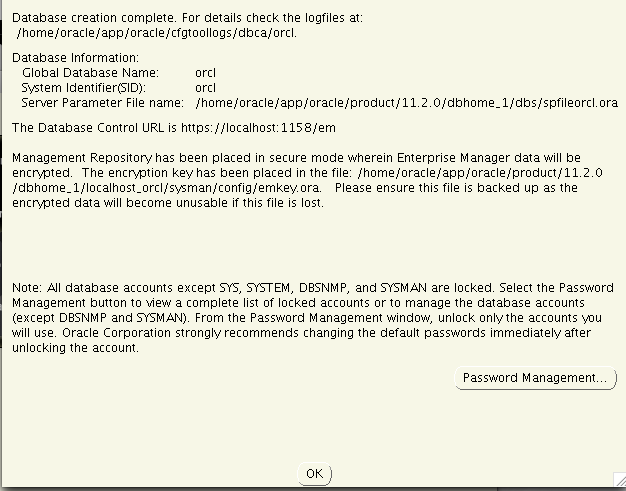 Database creation complete. For details check the logfiles at:
/home/oracle/app/oracle/cfgtoollogs/dbca/orcl.
Database Information:
Global Database Name: orcl
System Identifier(SID): orcl
Server Parameter File name: /home/oracle/app/oracle/product/11.2.0/dbhome_1/dbs/spfileorcl.ora
The Database Control URL is https://localhost:1158/em
Management Repository has been placed in secure mode wherein Enterprise Manager data will be
encrypted. The encryption key has been placed in the file: /home/oracle/app/oracle/product/11.2.0
/dbhome_1/localhost_orcl/sysman/config/emkey.ora. Please ensure this file is backed up as the
encrypted data will become unusable if this file is lost.
Note: All database accounts except SYS, SYSTEM, DBSNMP, and SYSMAN are locked. Select the Password
Management button to view a complete list of locked accounts or to manage the database accounts
(except DBSNMP and SYSMAN). From the Password Management window, unlock only the accounts you
will use. Oracle Corporation strongly recommends changing the default passwords immediately after
unlocking the account.
Password Management...
OK